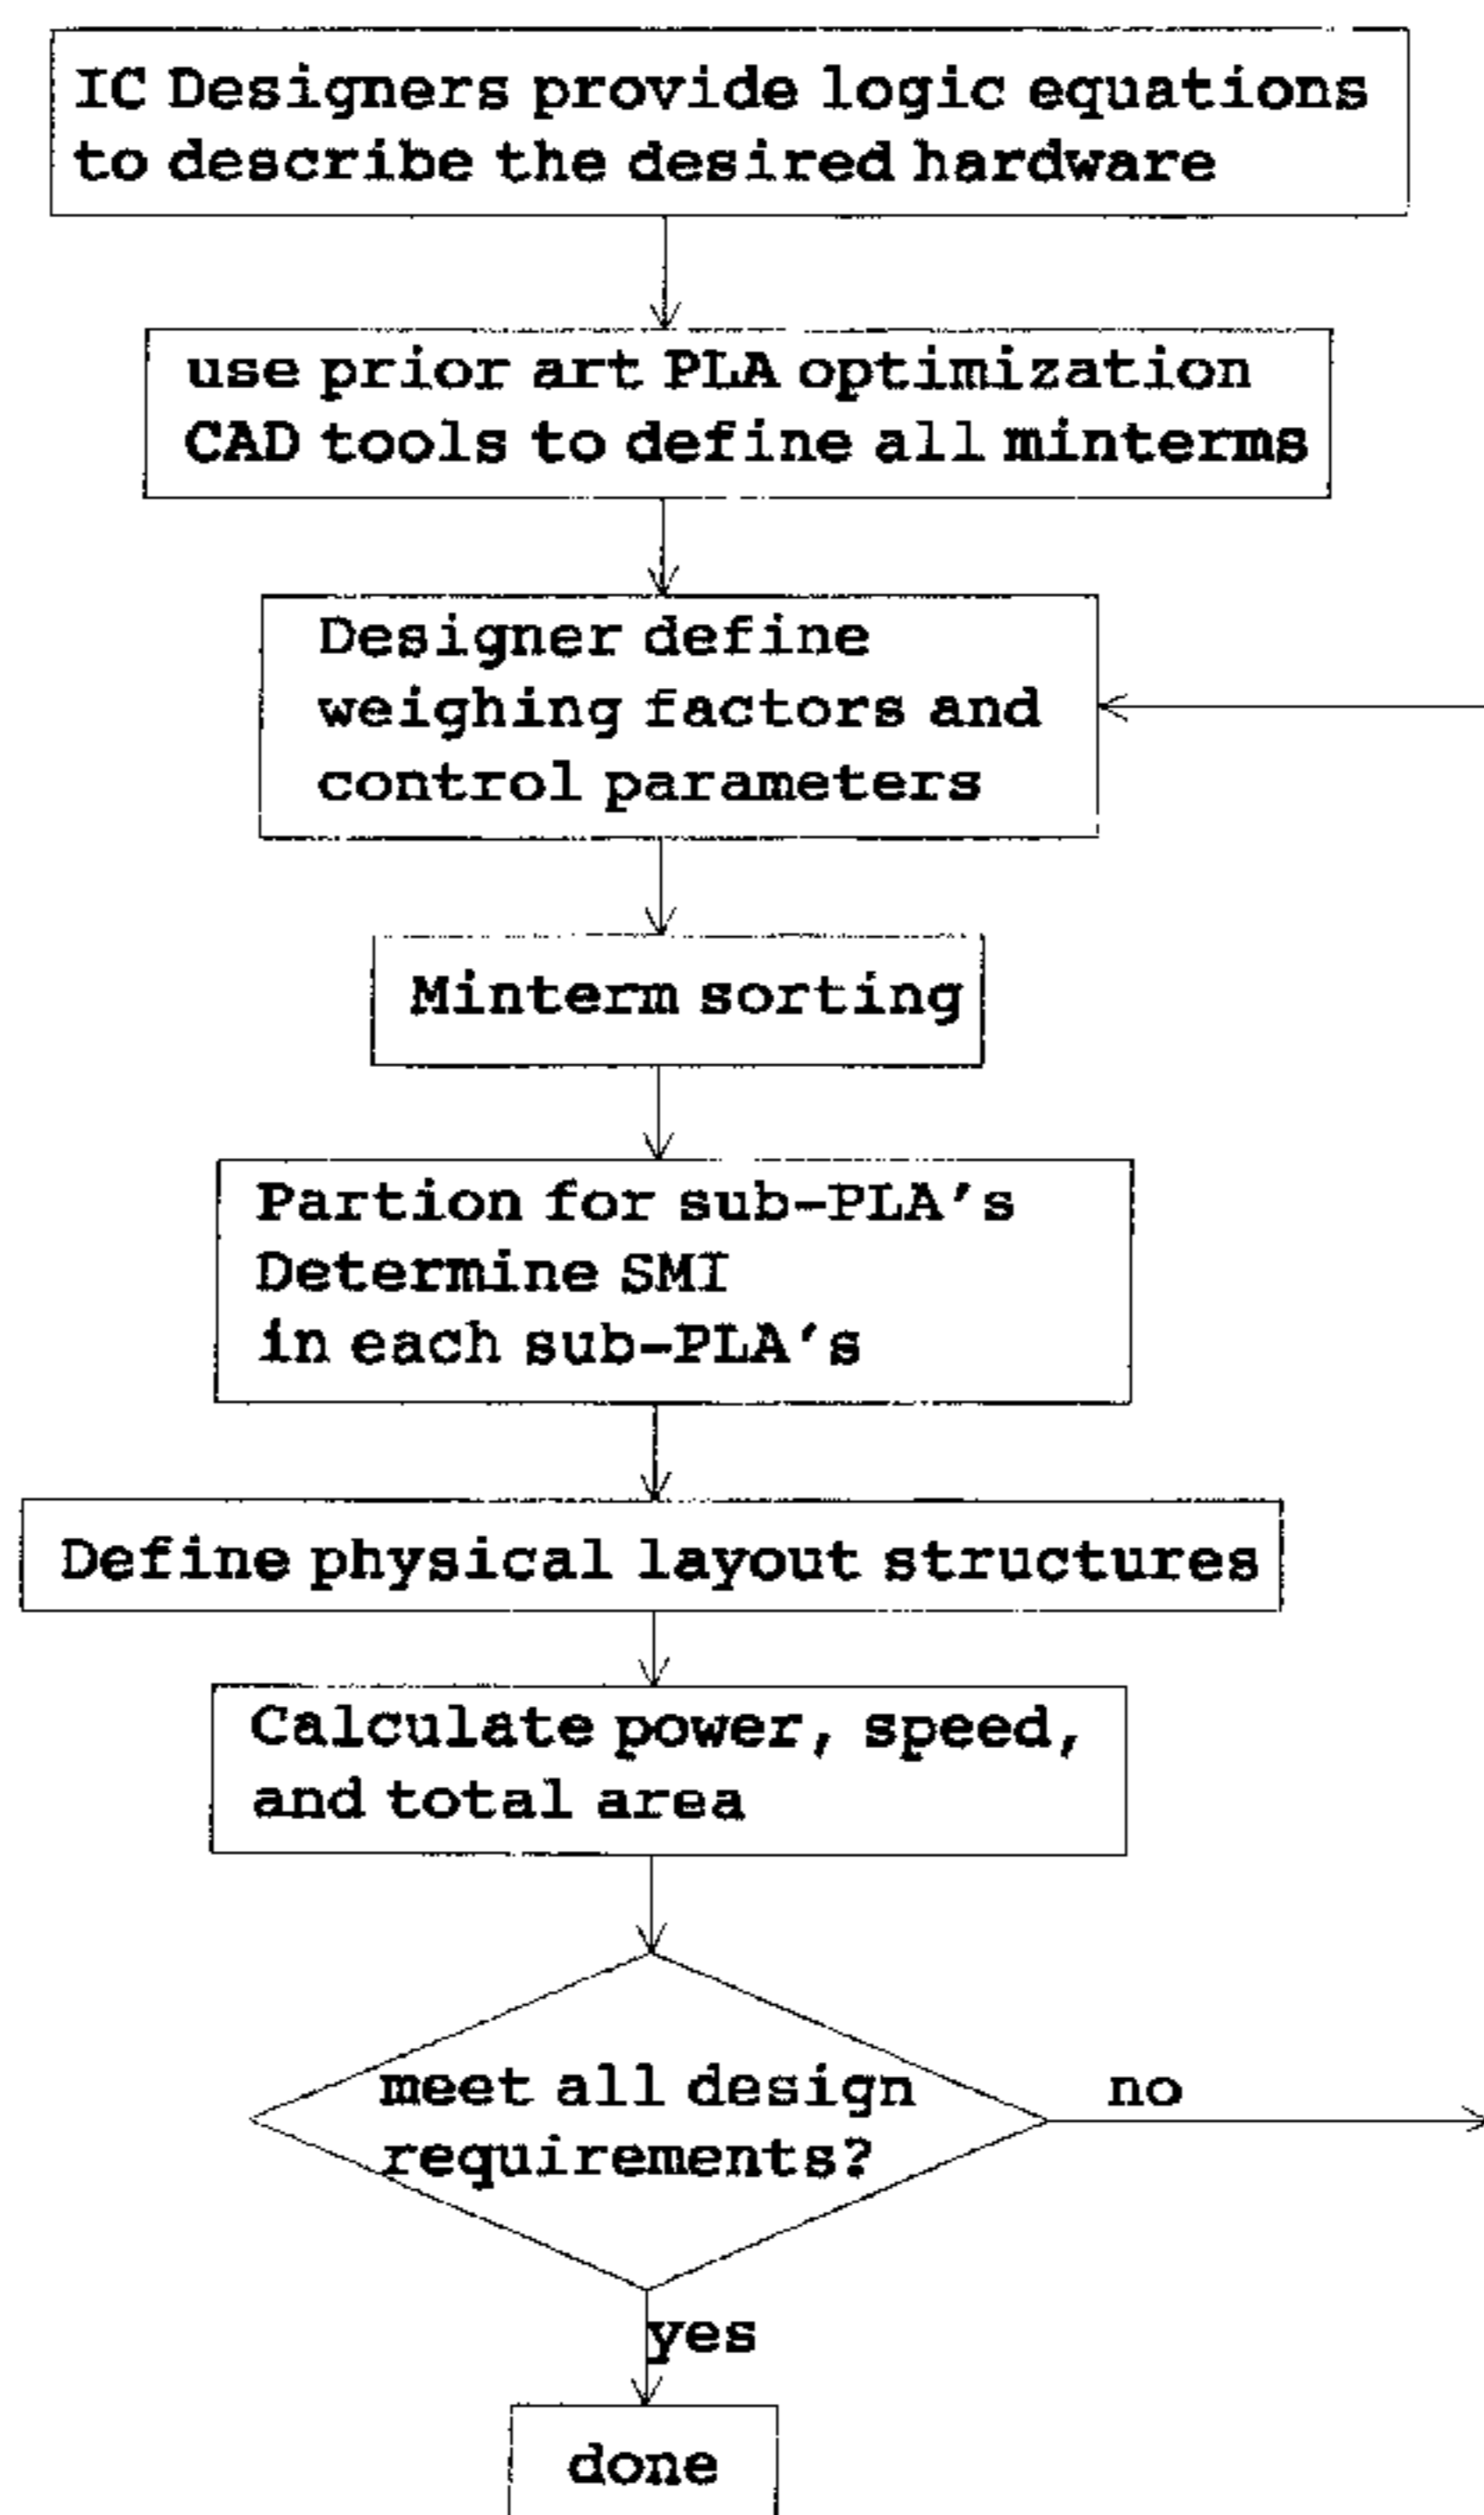 IC Designers provide logic equations
to describe the desired hardware
use prior art PLA optimization
CAD tools to define all minterms
Designer define
weighing factors and
control parameters
Minterm sorting
Partion for sub-PLA's
Determine SMI
in each sub-PLA's
Define physical layout structures
Calculate power, speed,
and total area
meet all design
requirements?
no
yes
done